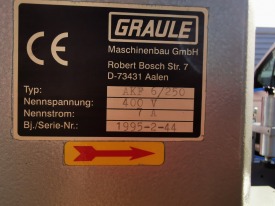 CE
GRAULE
Maschinenbau GmbH
Robert Bosch Str. 7
D-73431 Aalen
Typ: AKF 6/250
Nennspannung: 400 V
Nennstrom: 7 A
Bj./Serie-Nr.: 1995-2-44